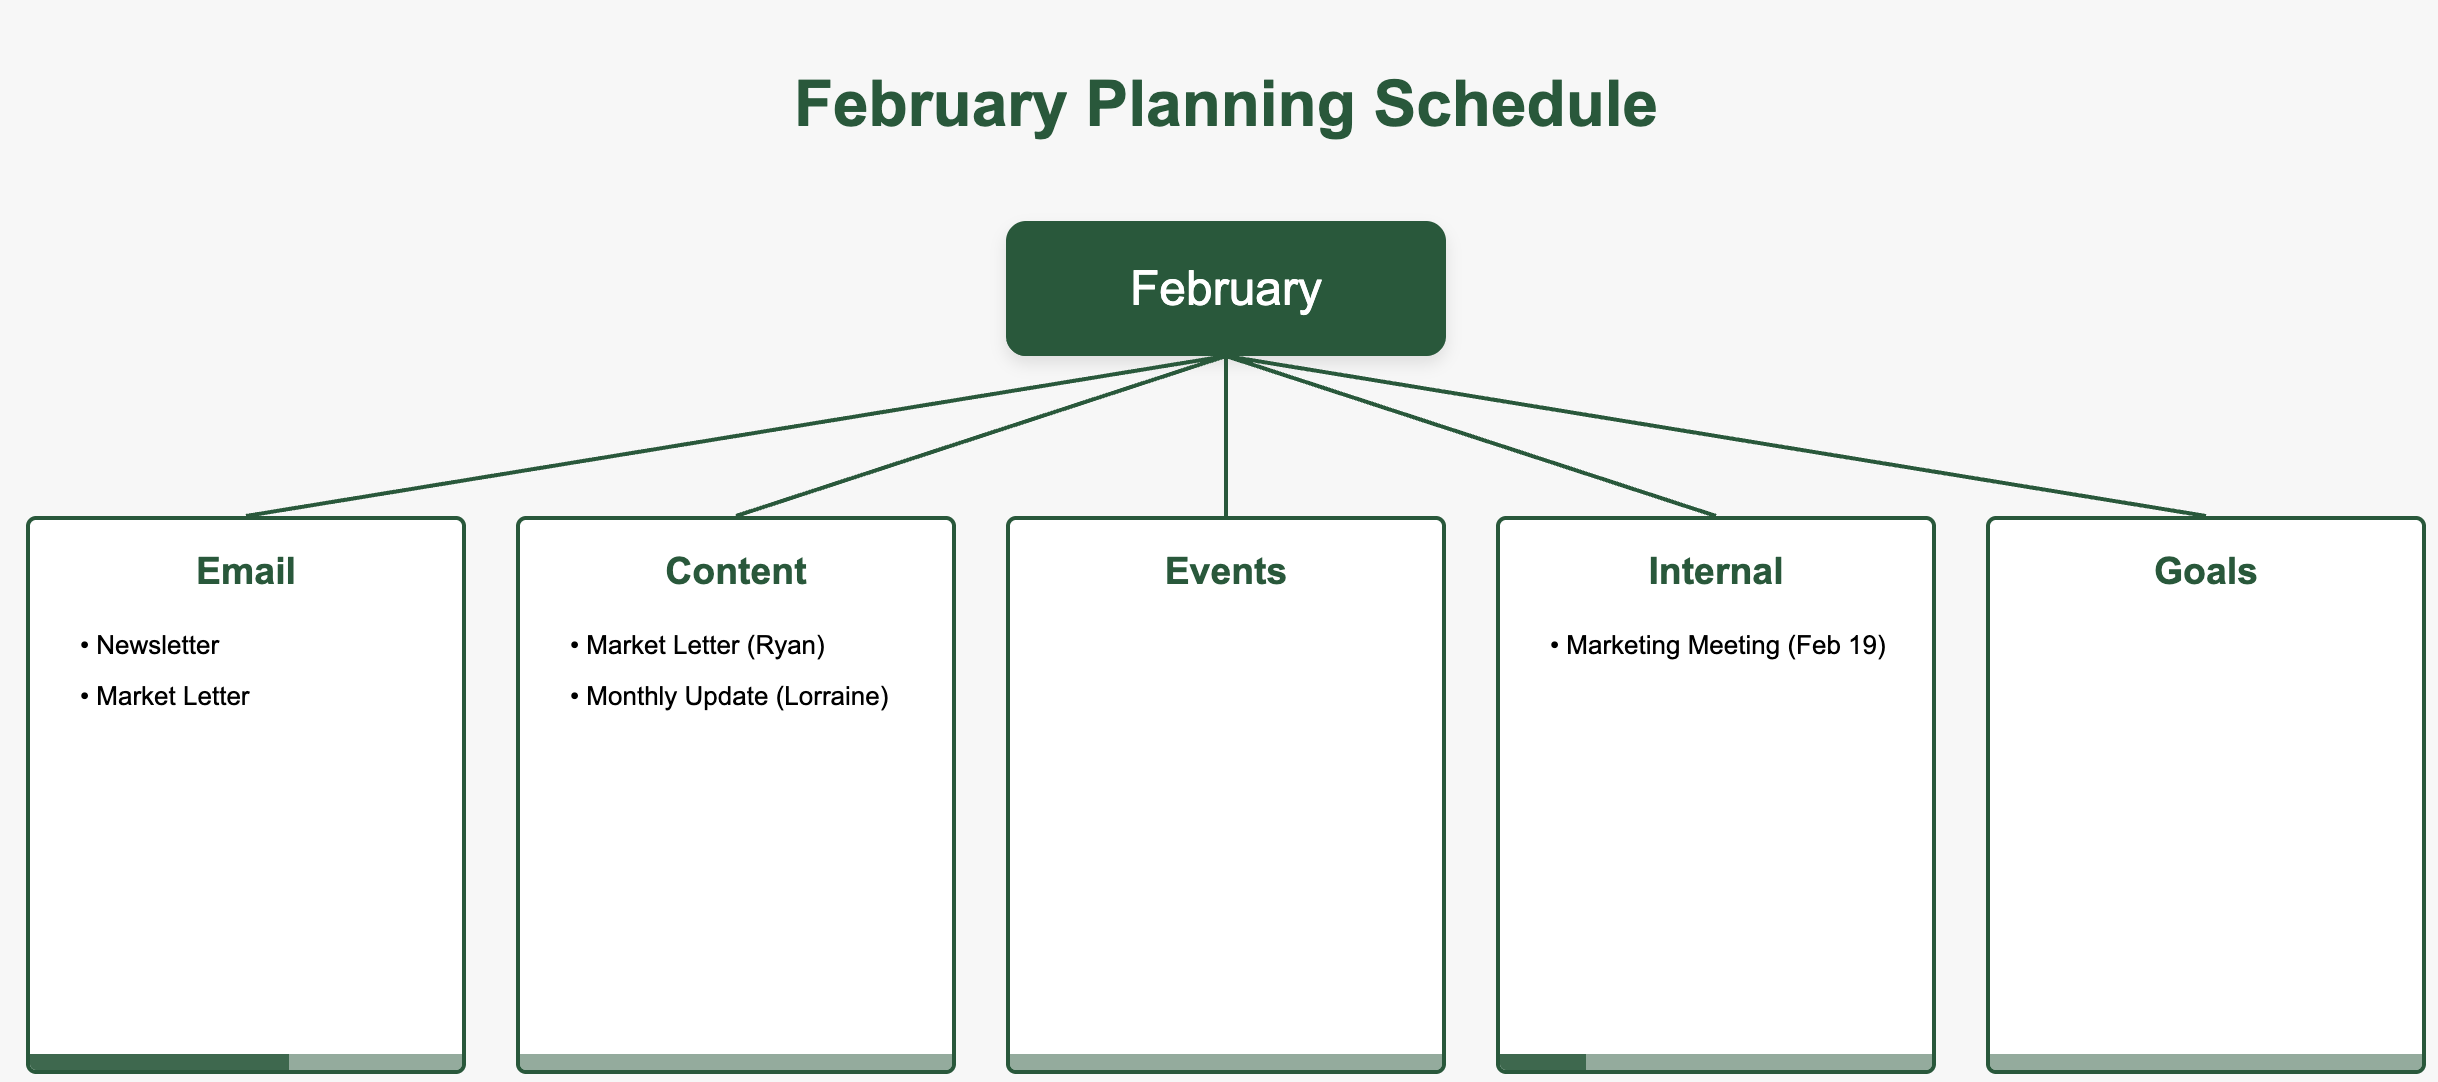 February Planning Schedule
February
Email
• Newsletter
• Market Letter
Content
• Market Letter (Ryan)
• Monthly Update (Lorraine)
Events
Internal
• Marketing Meeting (Feb 19)
Goals